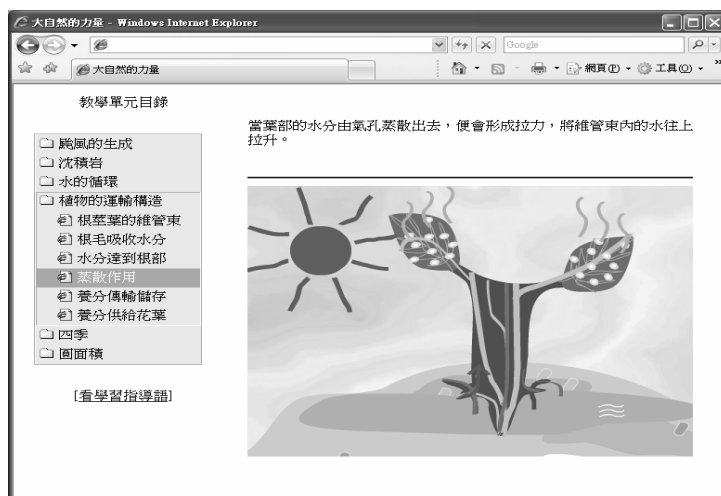 大自然的力量 - Windows Internet Explorer
Google
大自然的力量
網頁(P)
工具(O)
教學單元目錄
颱風的生成
沈積岩
水的循環
植物的運輸構造
根莖葉的維管束
根毛吸收水分
水分達到根部
蒸散作用
養分傳輸儲存
養分供給花葉
四季
圓面積
[看學習指導語]
當葉部的水分由氣孔蒸散出去，便會形成拉力，將維管束內的水往上
拉升。